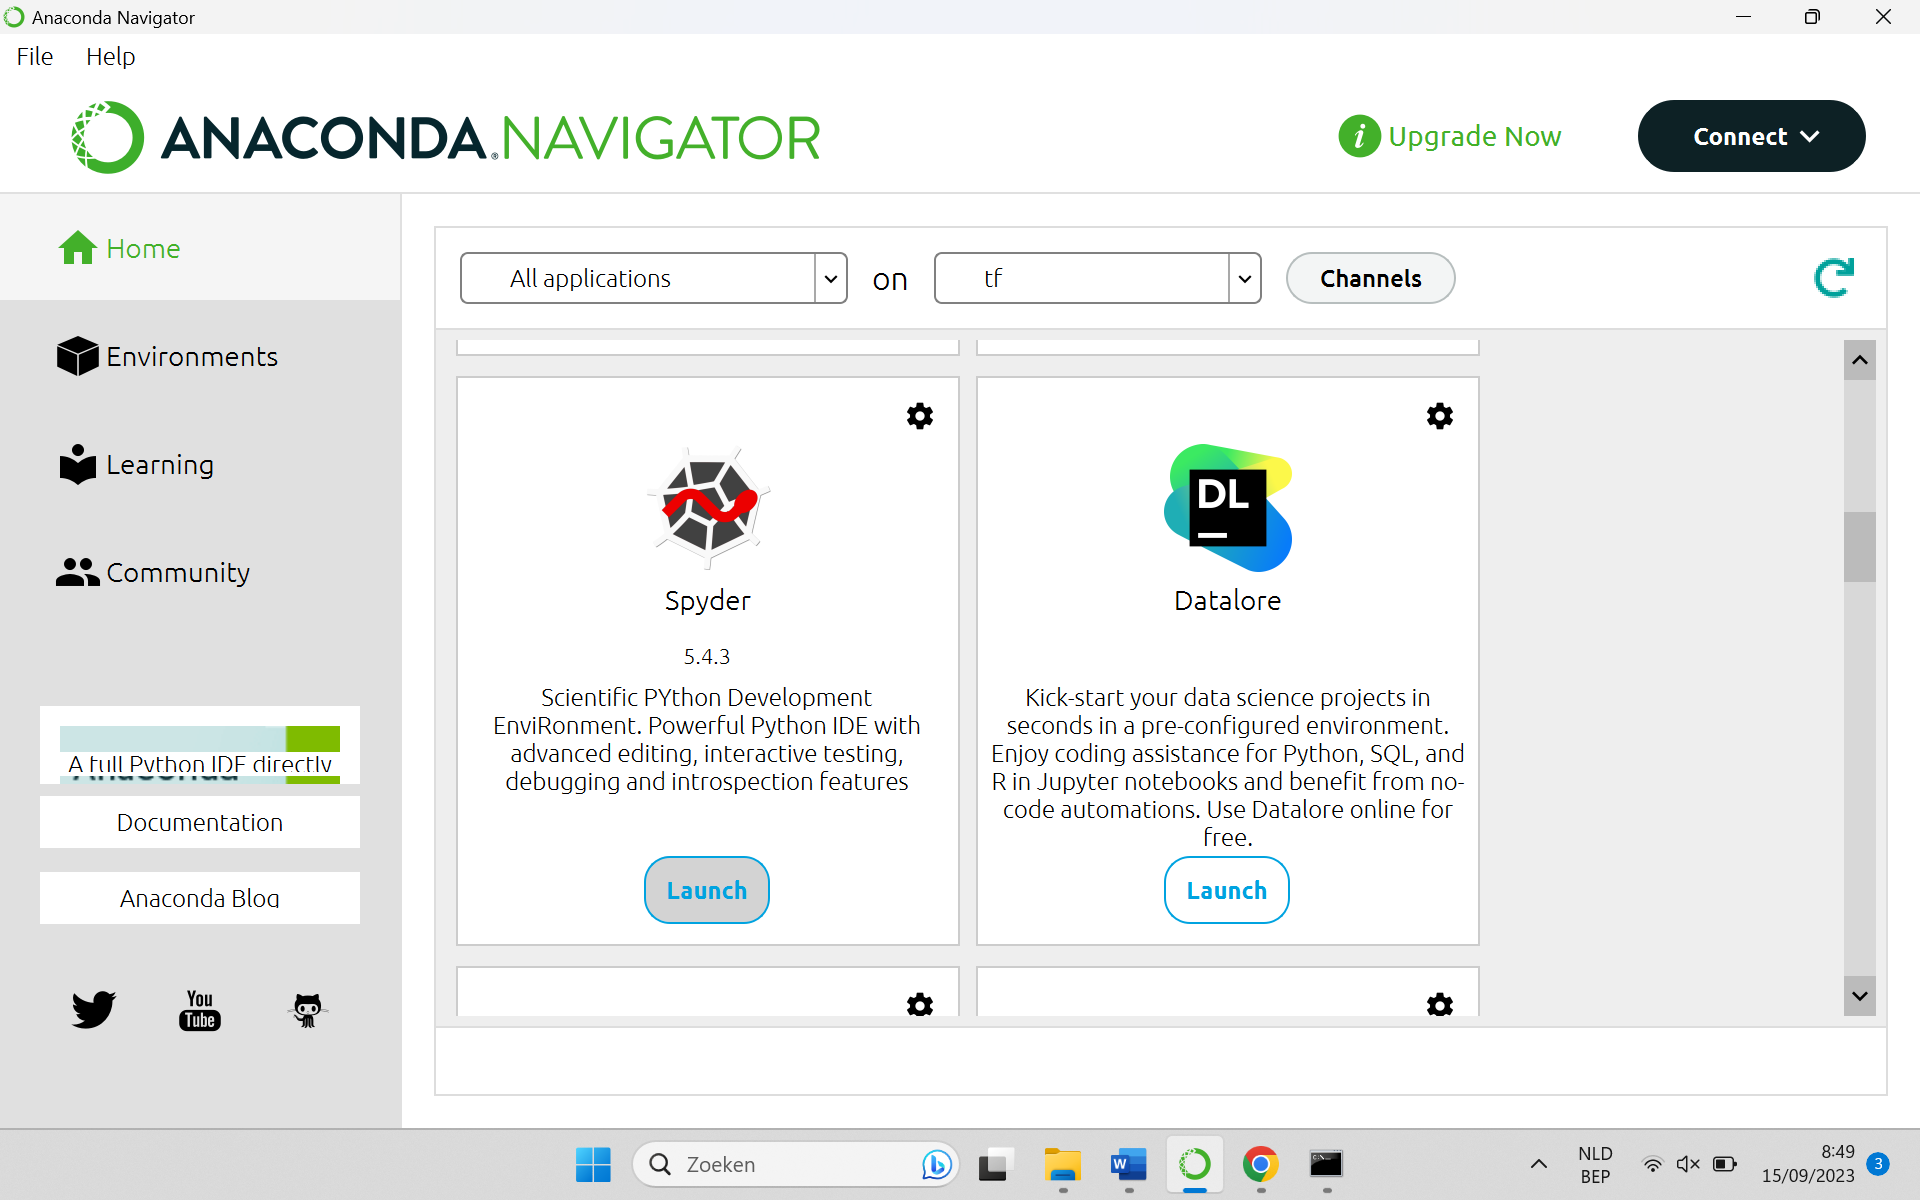 Anaconda Navigator
File Help
ANACONDA.NAVIGATOR
i Upgrade Now
Connect
Home
All applications on tf Channels
Environments
Learning
Community
Spyder
5.4.3
Scientific PYthon Development
EnviRonment. Powerful Python IDE with
advanced editing, interactive testing,
debugging and introspection features
Launch
DL
Datalore
Kick-start your data science projects in
seconds in a pre-configured environment.
Enjoy coding assistance for Python, SQL, and
R in Jupyter notebooks and benefit from no-
code automations. Use Datalore online for
free.
Launch
A full Python IDE directly
Anaconda
Documentation
Anaconda Blog
You
Tube
Zoeken
W
C:\
NLD
BEP
8:49
15/09/2023
3